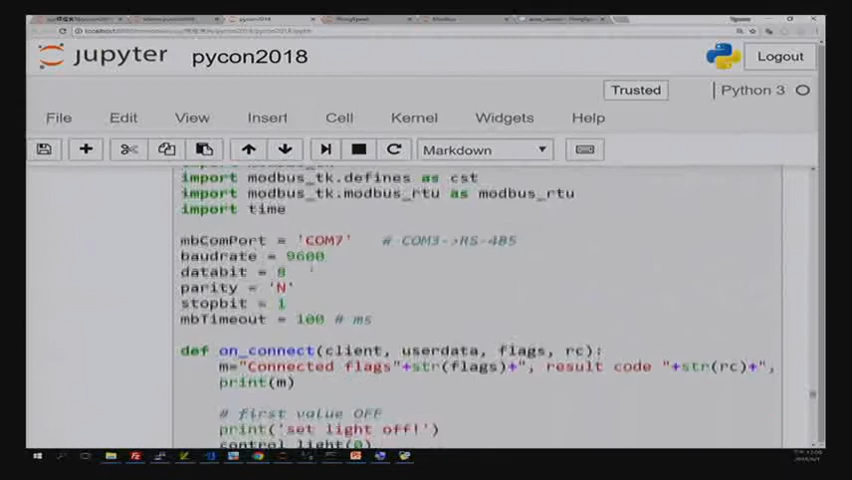 pycon2018
jupyter pycon2018
Logout
Trusted
Python 3
File Edit View Insert Cell Kernel Widgets Help
Markdown
import modbus_tk.defines as cst
import modbus_tk.modbus_rtu as modbus_rtu
import time
mbComPort = 'COM7' # COM3->RS-485
baudrate = 9600
databit = 8
parity = 'N'
stopbit = 1
mbTimeout = 100 # ms
def on_connect(client, userdata, flags, rc):
m="Connected flags"+str(flags)+", result code "+str(rc)+",
print(m)
# first value OFF
print('set light off!')
control_light(0)